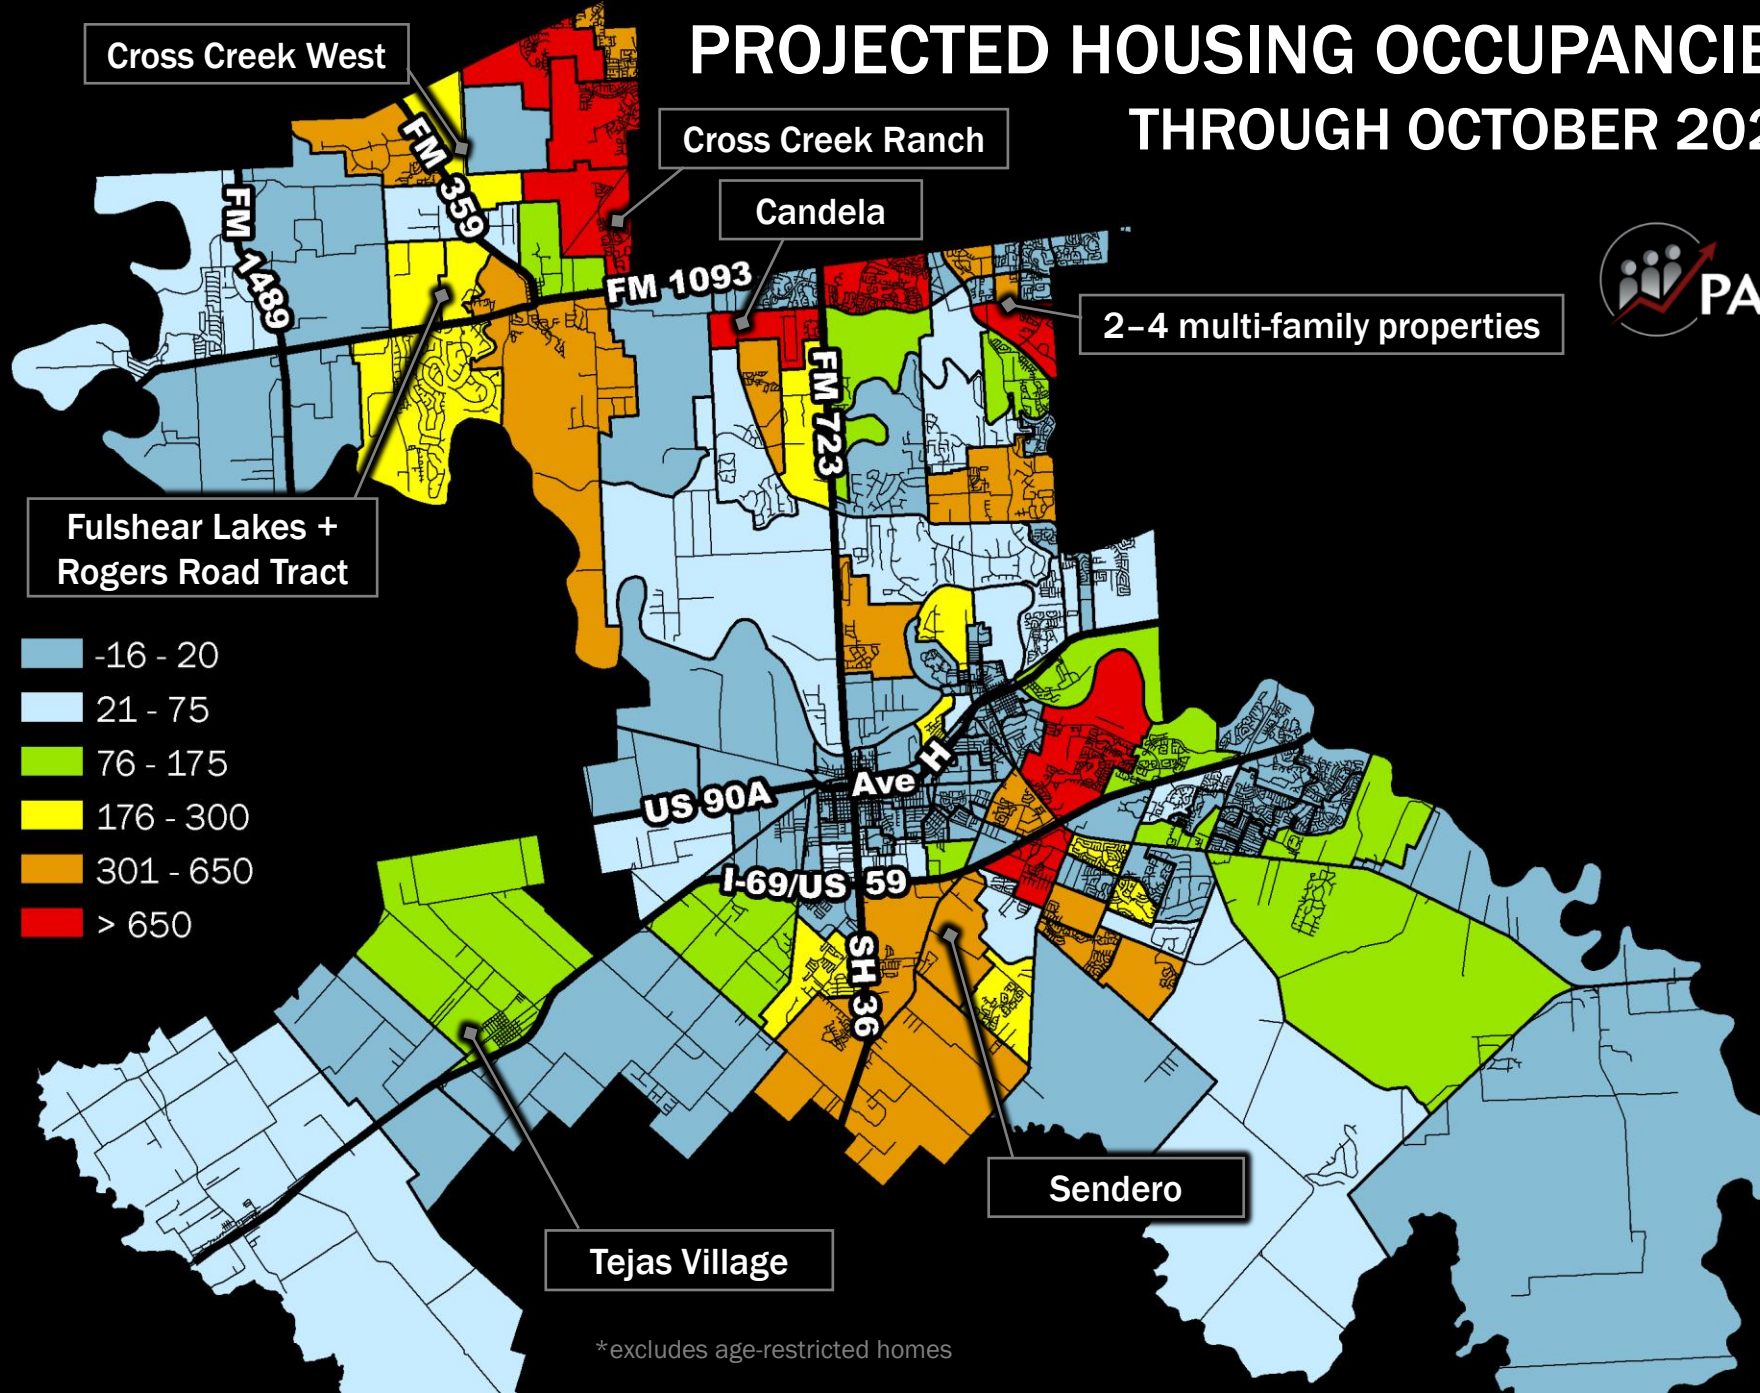 PROJECTED HOUSING OCCUPANCIE
THROUGH OCTOBER 202
Cross Creek West
Cross Creek Ranch
Candela
2–4 multi-family properties
PA
FM 359
FM 1489
FM 1093
FM 723
Fulshear Lakes +
Rogers Road Tract
-16 - 20
21 - 75
76 - 175
176 - 300
301 - 650
> 650
US 90A
Ave H
I-69/US 59
SH 36
Sendero
Tejas Village
*excludes age-restricted homes